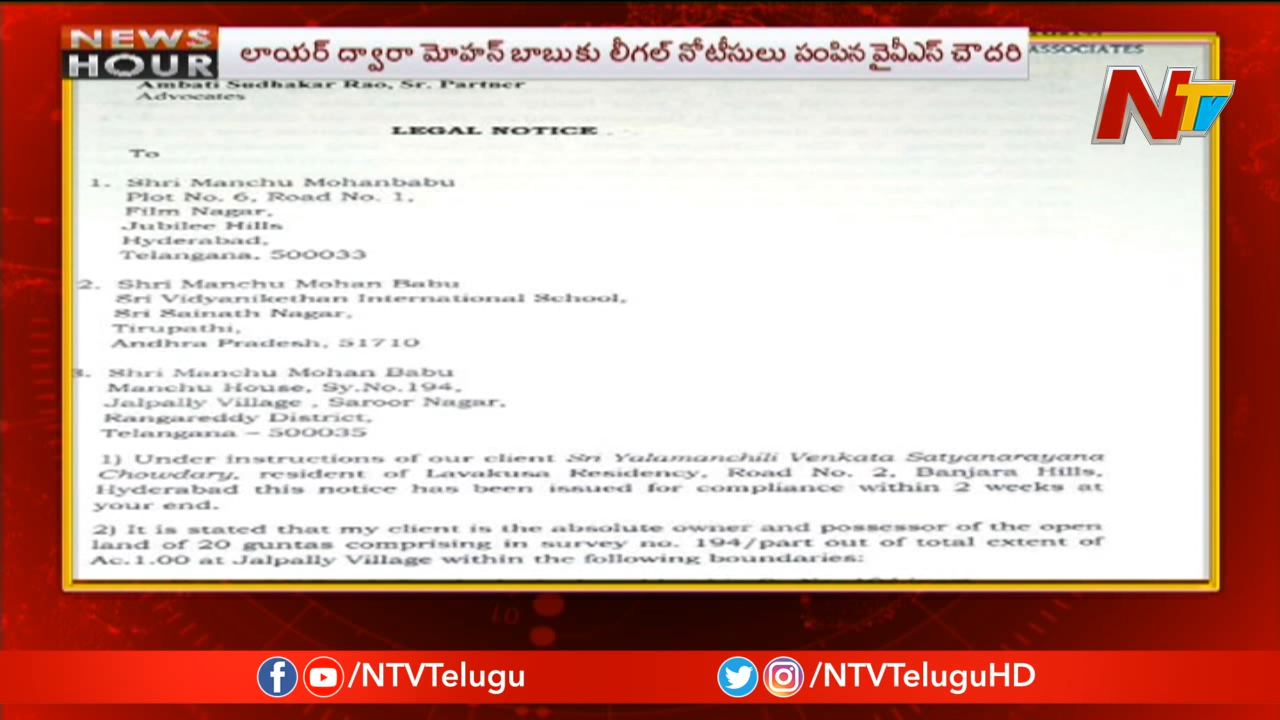 NEWS
HOUR
లాయర్ ద్వారా మోహన్ బాబుకు లీగల్ నోటీసులు పంపిన వైవీఎస్ చౌదరి
ASSOCIATES
NTV
Ambati Sudhakar Rao, Sr. Partner
Advocates
LEGAL NOTICE
To
1. Shri Manchu Mohanbabu
Plot No. 6, Road No. 1,
Film Nagar,
Jubilee Hills
Hyderabad,
Telangana, 500033
2. Shri Manchu Mohan Babu
Sri Vidyanikethan International School,
Sri Sainath Nagar,
Tirupathi,
Andhra Pradesh, 51710
3. Shri Manchu Mohan Babu
Manchu House, Sy.No.194,
Jalpally Village , Saroor Nagar,
Rangareddy District,
Telangana – 500035
1) Under instructions of our client Sri Yalamanchili Venkata Satyanarayana
Chowdary, resident of Lavakusa Residency, Road No. 2, Banjara Hills,
Hyderabad this notice has been issued for compliance within 2 weeks at
your end.
2) It is stated that my client is the absolute owner and possessor of the open
land of 20 guntas comprising in survey no. 194/part out of total extent of
Ac.1.00 at Jalpally Village within the following boundaries:
/NTVTelugu
/NTVTeluguHD